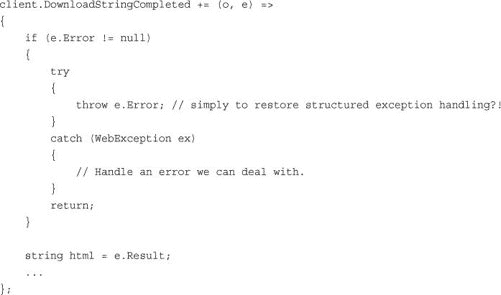 client.DownloadStringCompleted += (o, e) =>
{
    if (e.Error != null)
    {
        try
        {
            throw e.Error; // simply to restore structured exception handling?!
        }
        catch (WebException ex)
        {
            // Handle an error we can deal with.
        }
        return;
    }

    string html = e.Result;
    ...
};